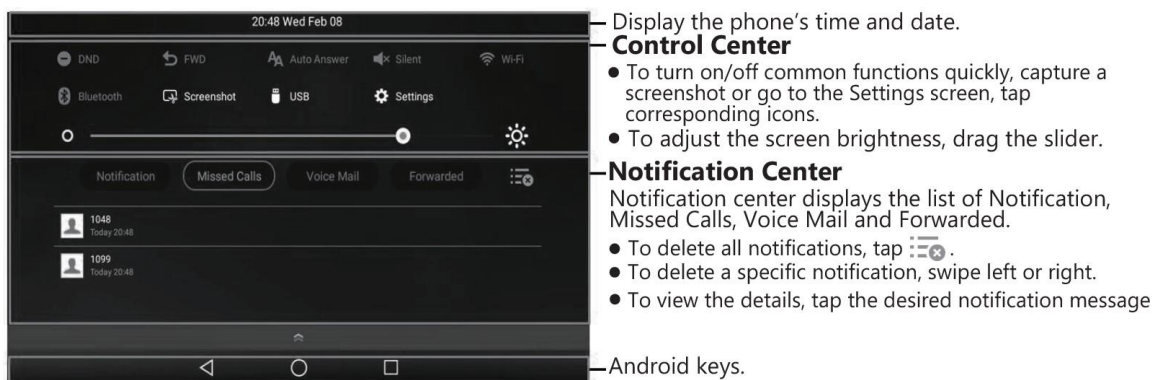 20:48 Wed Feb 08
DND
FWD
Auto Answer
Silent
Wi-Fi
Bluetooth
Screenshot
USB
Settings
Notification
Missed Calls
Voice Mail
Forwarded
1048
Today 20:48
1099
Today 20:48
Display the phone's time and date.
Control Center
● To turn on/off common functions quickly, capture a
screenshot or go to the Settings screen, tap
corresponding icons.
● To adjust the screen brightness, drag the slider.
Notification Center
Notification center displays the list of Notification,
Missed Calls, Voice Mail and Forwarded.
● To delete all notifications, tap .
● To delete a specific notification, swipe left or right.
● To view the details, tap the desired notification message
Android keys.